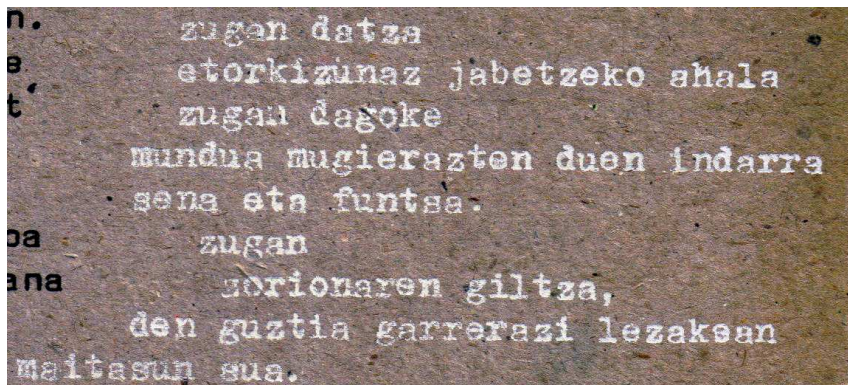 n. zugan datza
etorkizunaz jabetzeko ahala
zugan dagoke
mundua mugierazten duen indarra
sena eta funtsa.
zugan
ana zorionaren giltza,
den guztia garrerazi lezakean
maitasun sua.